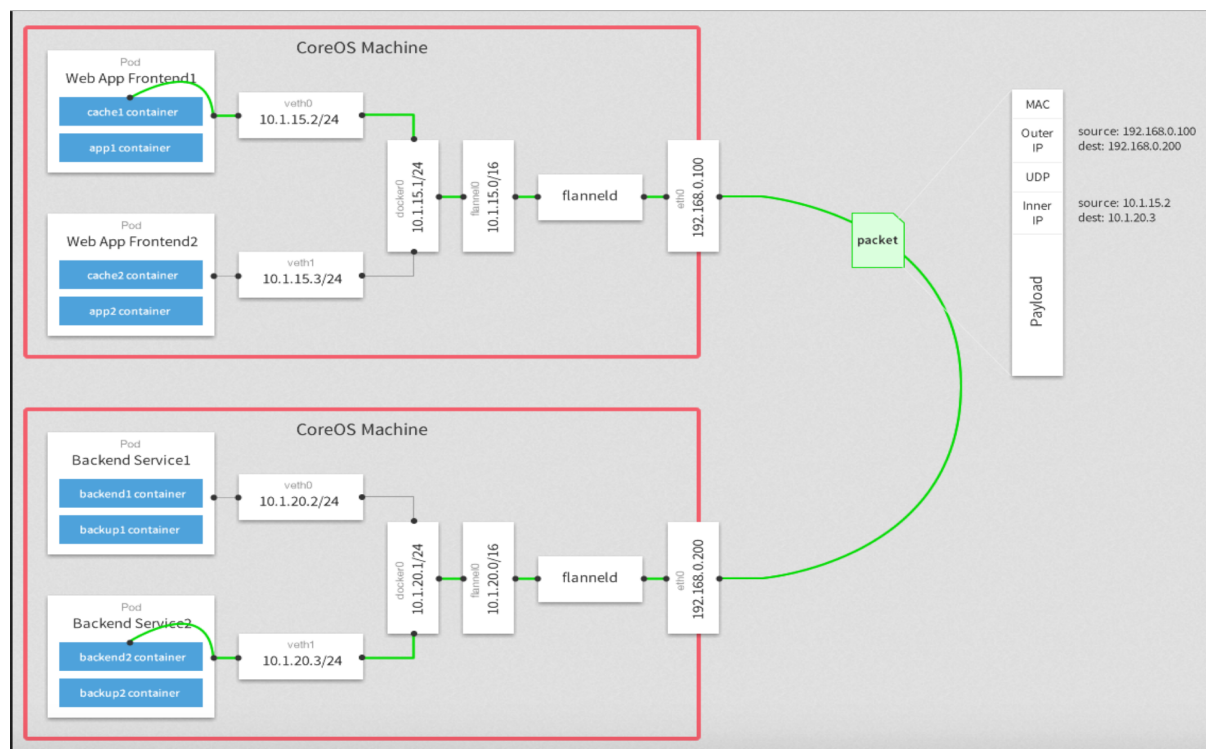 CoreOS Machine
Pod
Web App Frontend1
cache1 container
app1 container
veth0
10.1.15.2/24
Pod
Web App Frontend2
cache2 container
app2 container
veth1
10.1.15.3/24
docker0
10.1.15.1/24
flannel0
10.1.15.0/16
flanneld
eth0
192.168.0.100
packet
MAC
Outer
IP
source: 192.168.0.100
dest: 192.168.0.200
UDP
Inner
IP
source: 10.1.15.2
dest: 10.1.20.3
Payload
CoreOS Machine
Pod
Backend Service1
backend1 container
backup1 container
veth0
10.1.20.2/24
Pod
Backend Service2
backend2 container
backup2 container
veth1
10.1.20.3/24
docker0
10.1.20.1/24
flannel0
10.1.20.0/16
flanneld
eth0
192.168.0.200